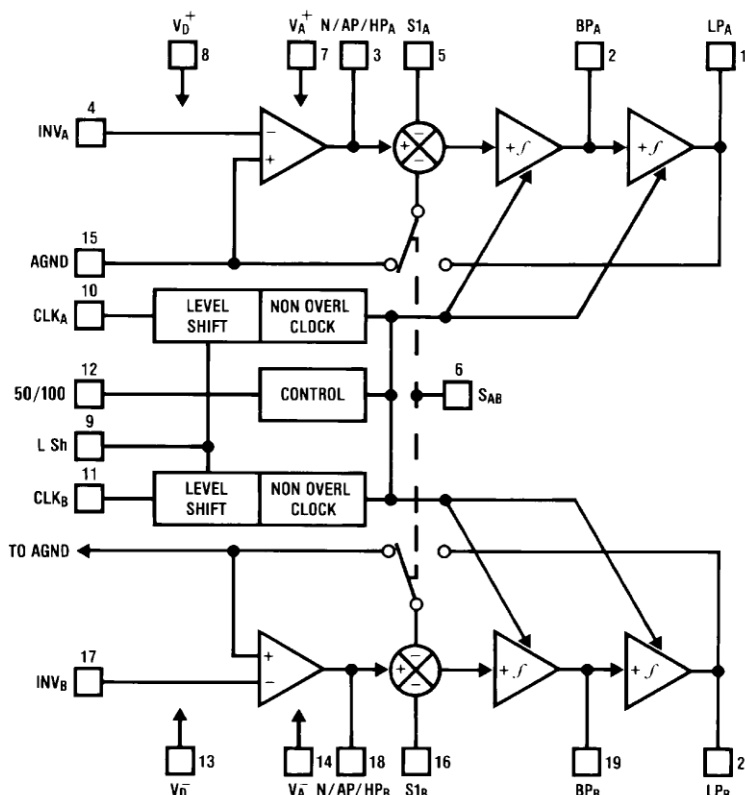 V_D^+ V_A^+ N/AP/HP_A S1_A BP_A LP_A
8 7 3 5 2 1
4
INV_A
−
+
+ − −
+∫ +∫
15
AGND
10
CLK_A LEVEL SHIFT NON OVERL CLOCK
12
50/100 CONTROL
6
S_AB
9
L Sh
11
CLK_B LEVEL SHIFT NON OVERL CLOCK
TO AGND
+
−
− + −
+∫ +∫
17
INV_B
13 14 18 16 19 2
V_D^− V_A^− N/AP/HP_B S1_B BP_B LP_B